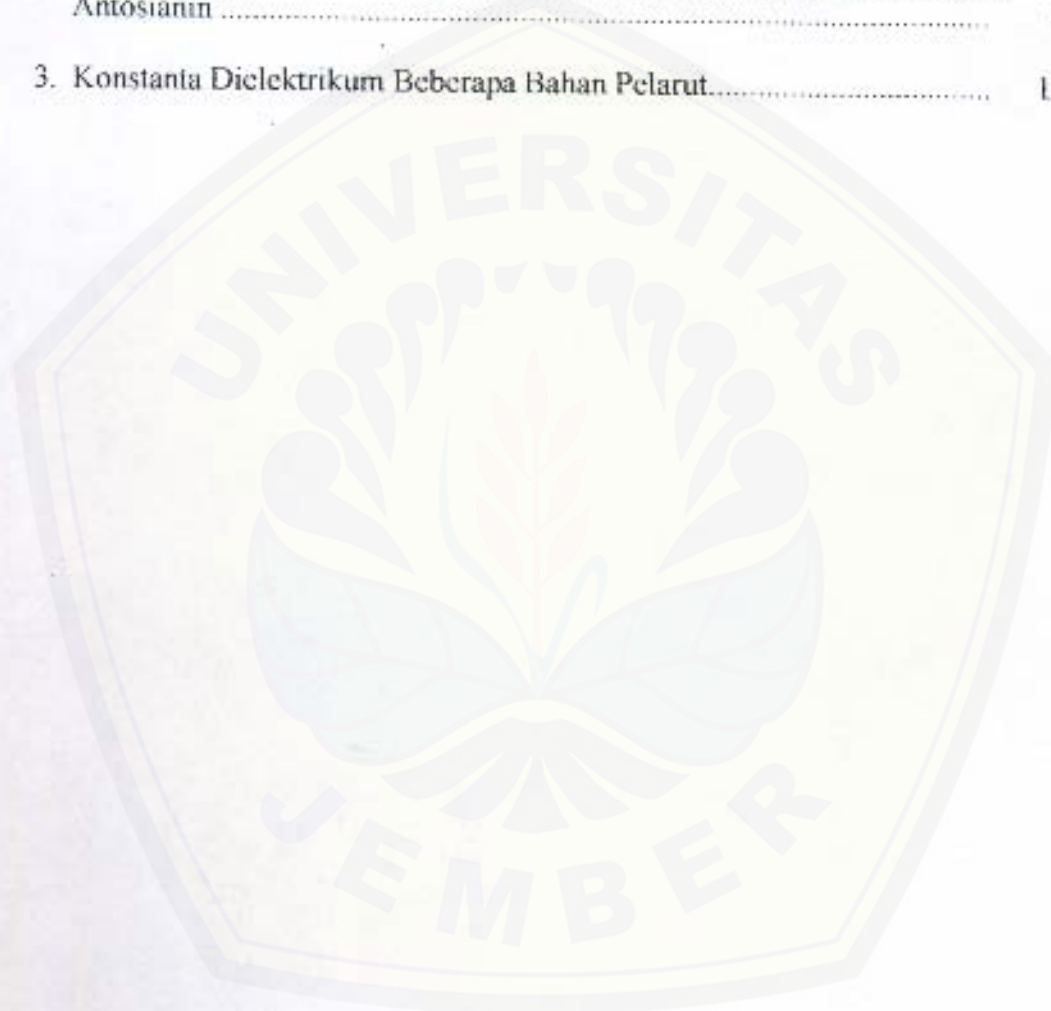 Antosianin ........................................................................
3. Konstanta Dielektrikum Beberapa Bahan Pelarut....................................
UNIVERSITAS
JEMBER